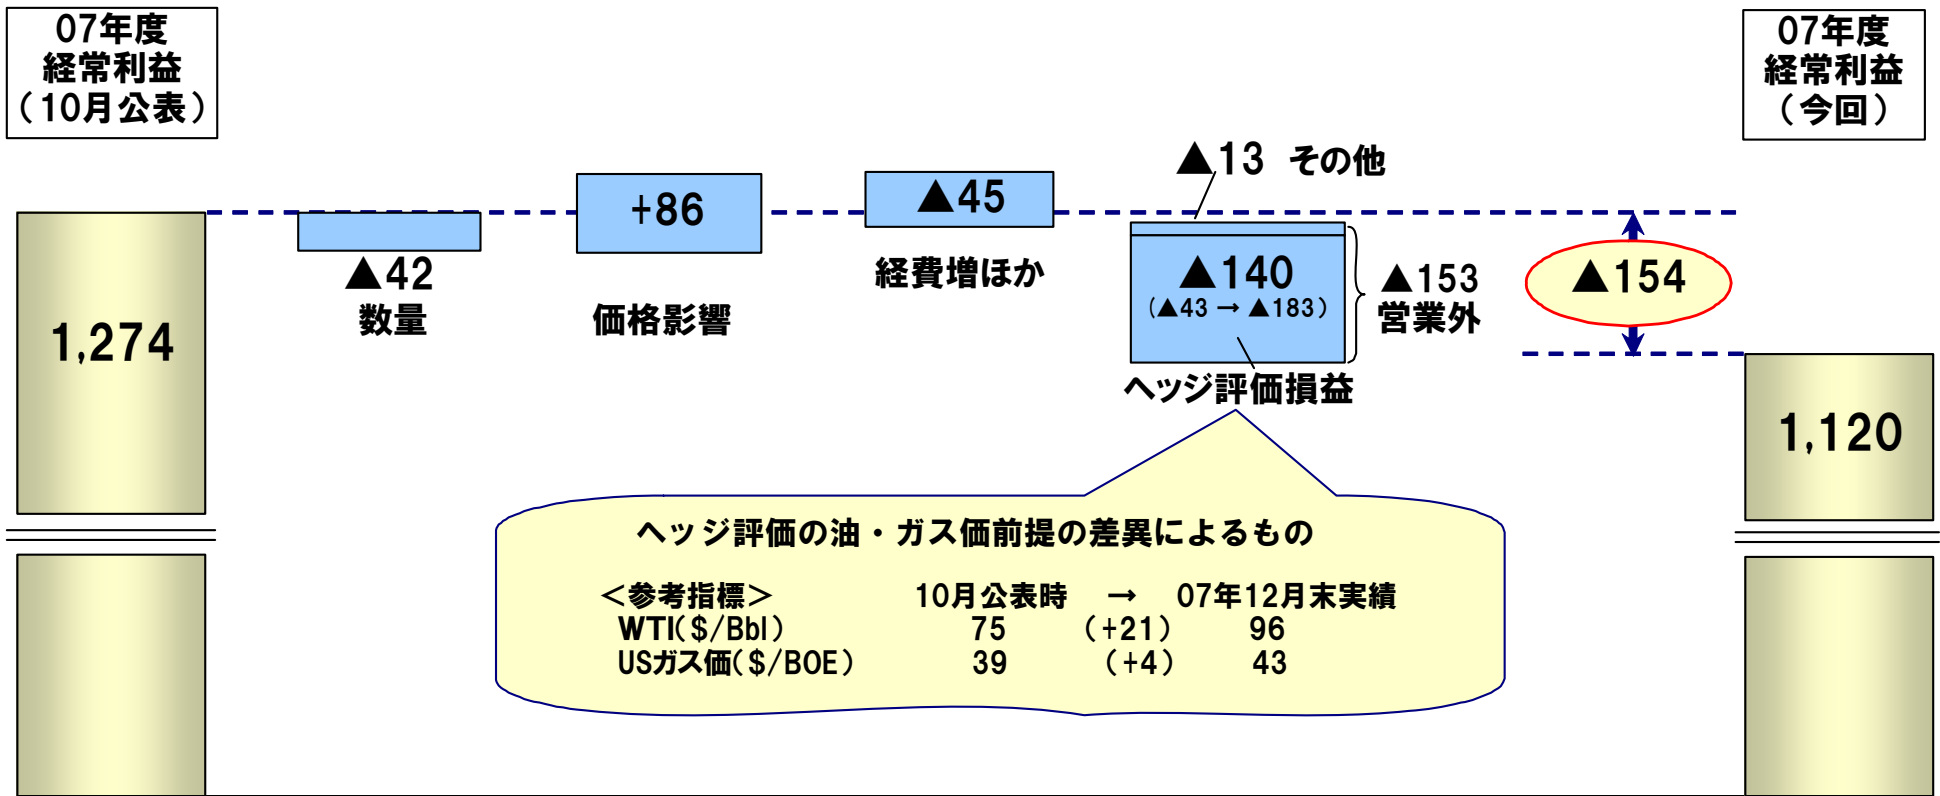 07年度
経常利益
（10月公表）
07年度
経常利益
（今回）
1,274
▲42
数量
+86
価格影響
▲45
経費増ほか
▲13 その他
▲140
（▲43 → ▲183）
ヘッジ評価損益
▲153
営業外
▲154
1,120
ヘッジ評価の油・ガス価前提の差異によるもの
＜参考指標＞ 10月公表時 → 07年12月末実績
WTI($/Bbl) 75 (+21) 96
USガス価($/BOE) 39 (+4) 43